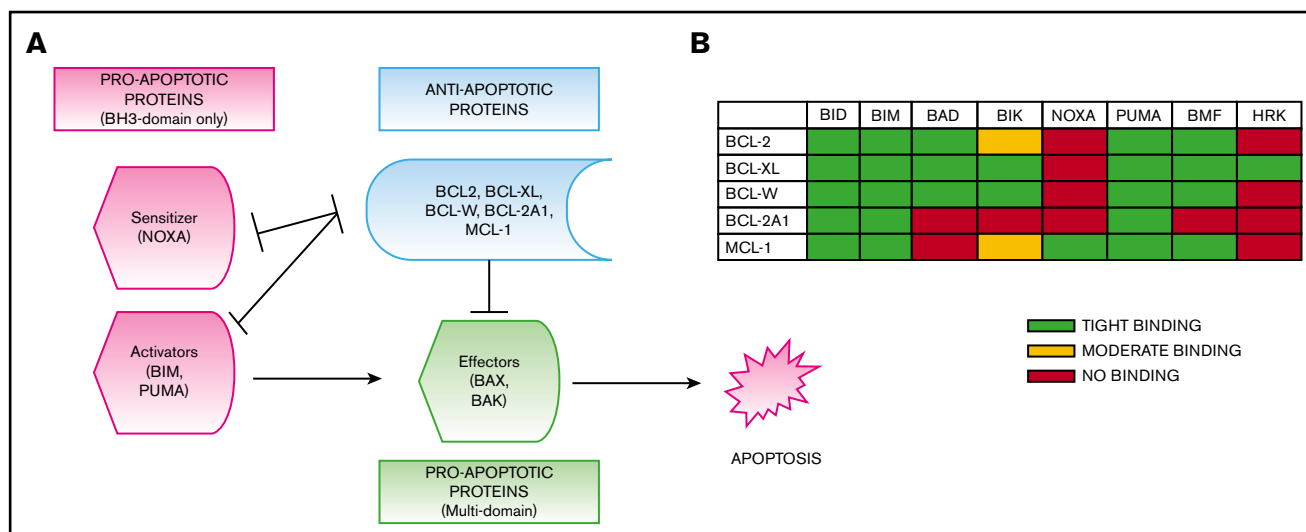 A
PRO-APOPTOTIC
PROTEINS
(BH3-domain only)
ANTI-APOPTOTIC
PROTEINS
Sensitizer
(NOXA)
BCL2, BCL-XL,
BCL-W, BCL-2A1,
MCL-1
Activators
(BIM,
PUMA)
Effectors
(BAX,
BAK)
APOPTOSIS
PRO-APOPTOTIC
PROTEINS
(Multi-domain)
B
BID BIM BAD BIK NOXA PUMA BMF HRK
BCL-2
BCL-XL
BCL-W
BCL-2A1
MCL-1
TIGHT BINDING
MODERATE BINDING
NO BINDING